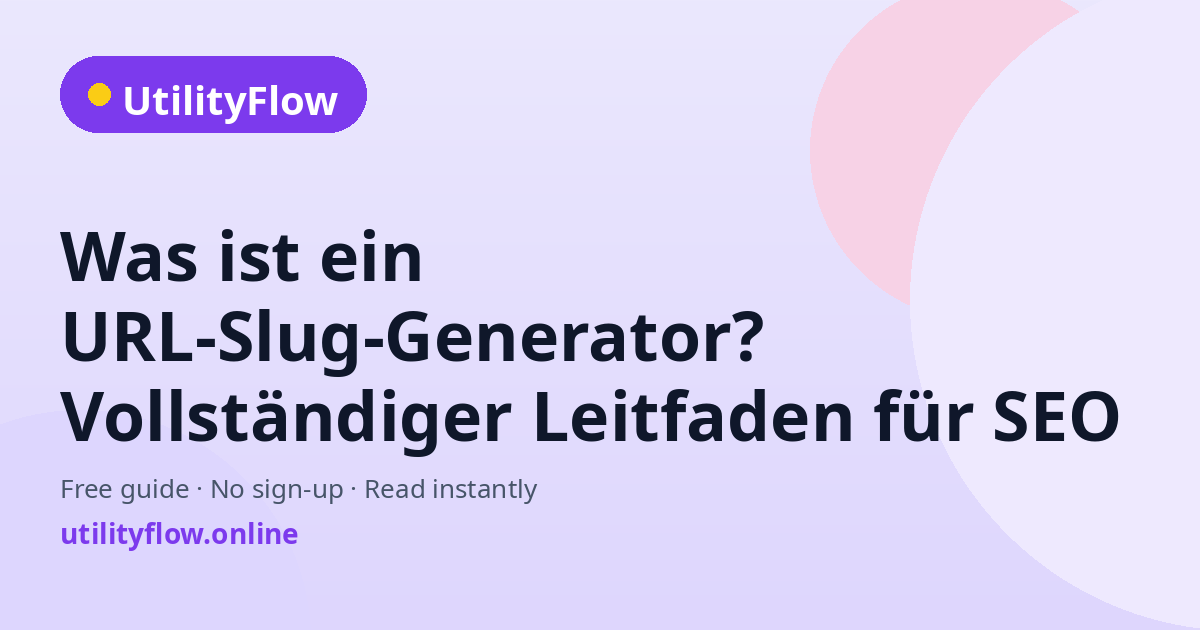 UtilityFlow
Was ist ein
URL-Slug-Generator?
Vollständiger Leitfaden für SEO
Free guide · No sign-up · Read instantly
utilityflow.online